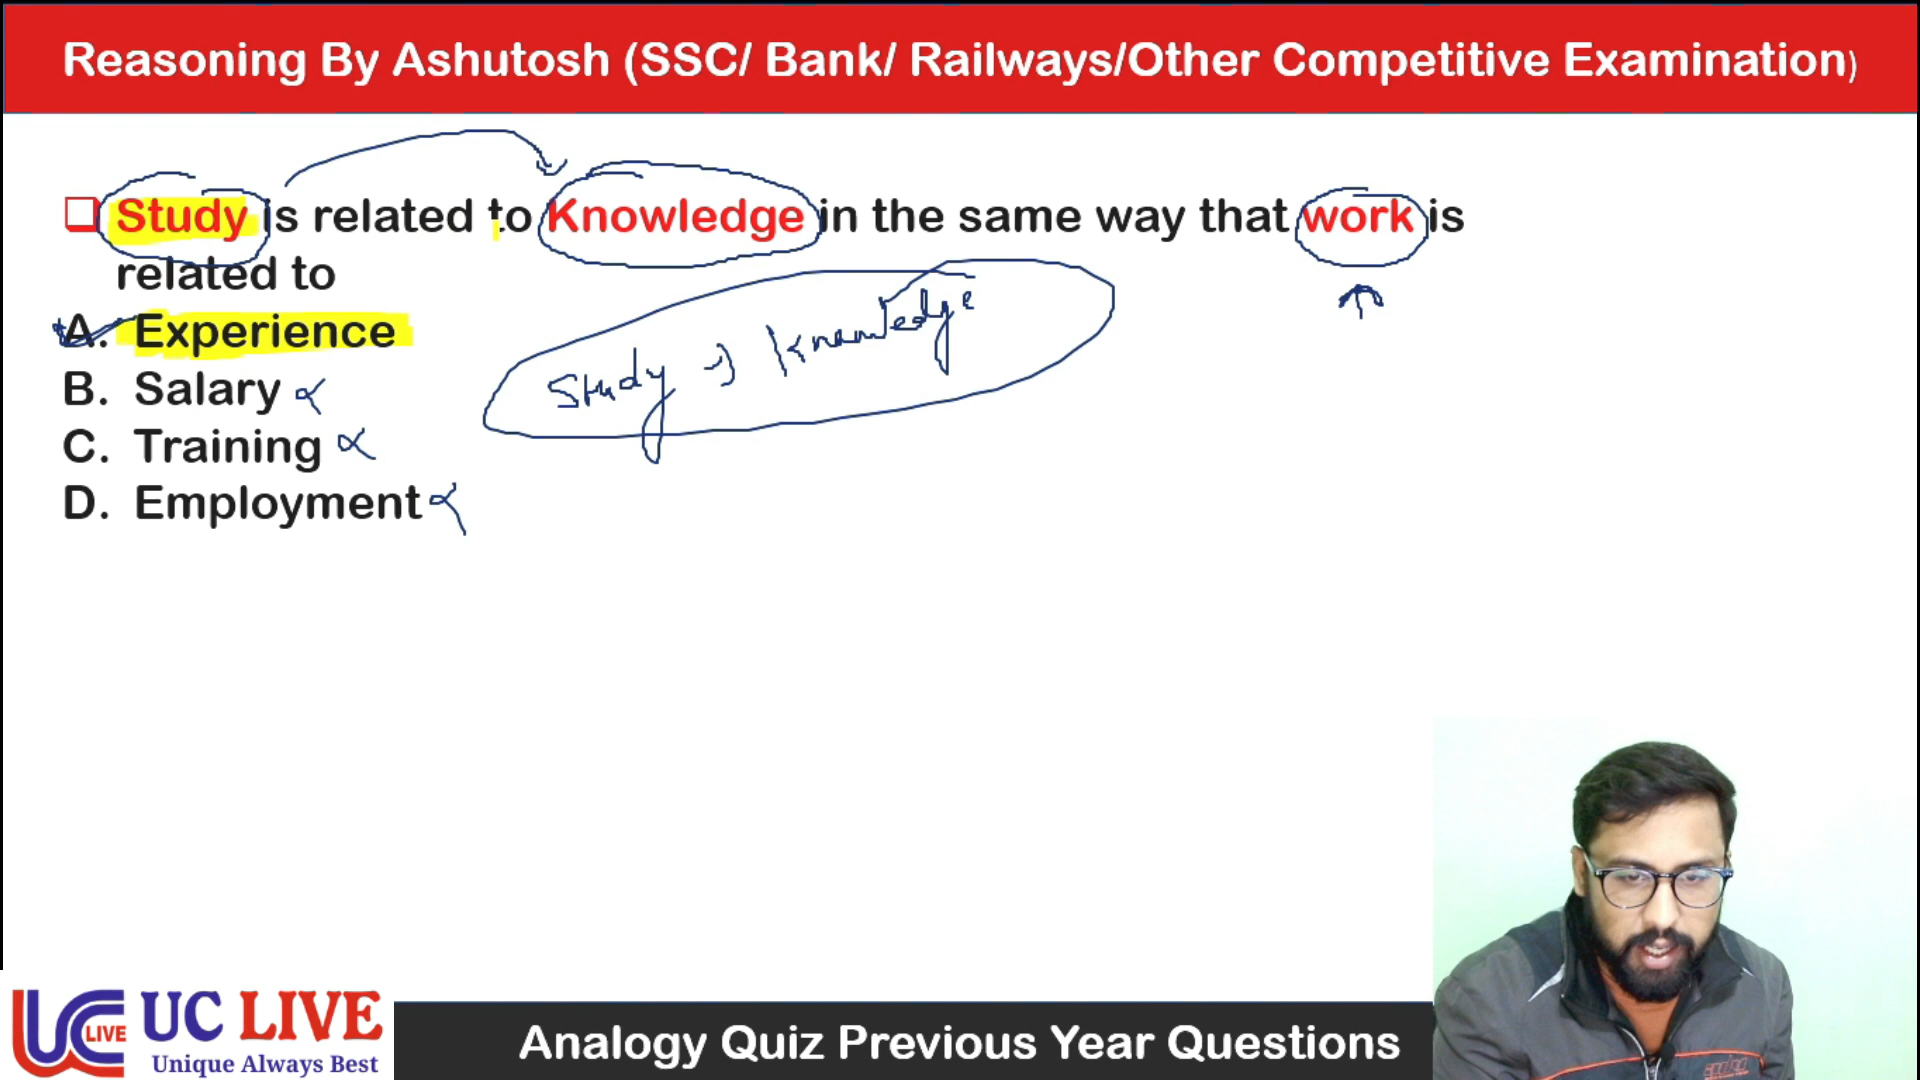 Reasoning By Ashutosh (SSC/ Bank/ Railways/Other Competitive Examination)
Study is related to Knowledge in the same way that work is
related to
A. Experience
B. Salary
C. Training
D. Employment
Study → Knowledge
UC LIVE
LIVE
Unique Always Best
Analogy Quiz Previous Year Questions